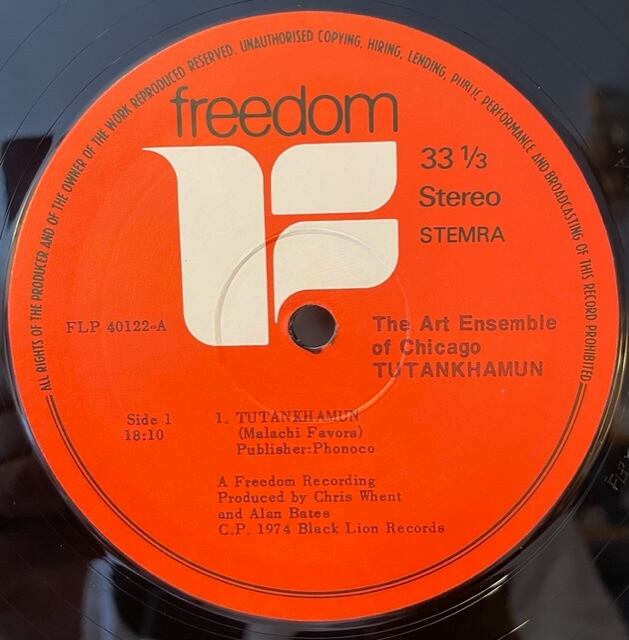 ALL RIGHTS OF THE PRODUCER AND OF THE OWNER OF THE WORK REPRODUCED RESERVED. UNAUTHORISED COPYING, HIRING, LENDING, PUBLIC PERFORMANCE AND BROADCASTING OF THIS RECORD PROHIBITED
freedom
33 1/3
Stereo
STEMRA
FLP 40122-A
The Art Ensemble
of Chicago
TUTANKHAMUN
Side 1
18:10
1. TUTANKHAMUN
(Malachi Favors)
Publisher:Phonoco
A Freedom Recording
Produced by Chris Whent
and Alan Bates
C.P. 1974 Black Lion Records
FLP